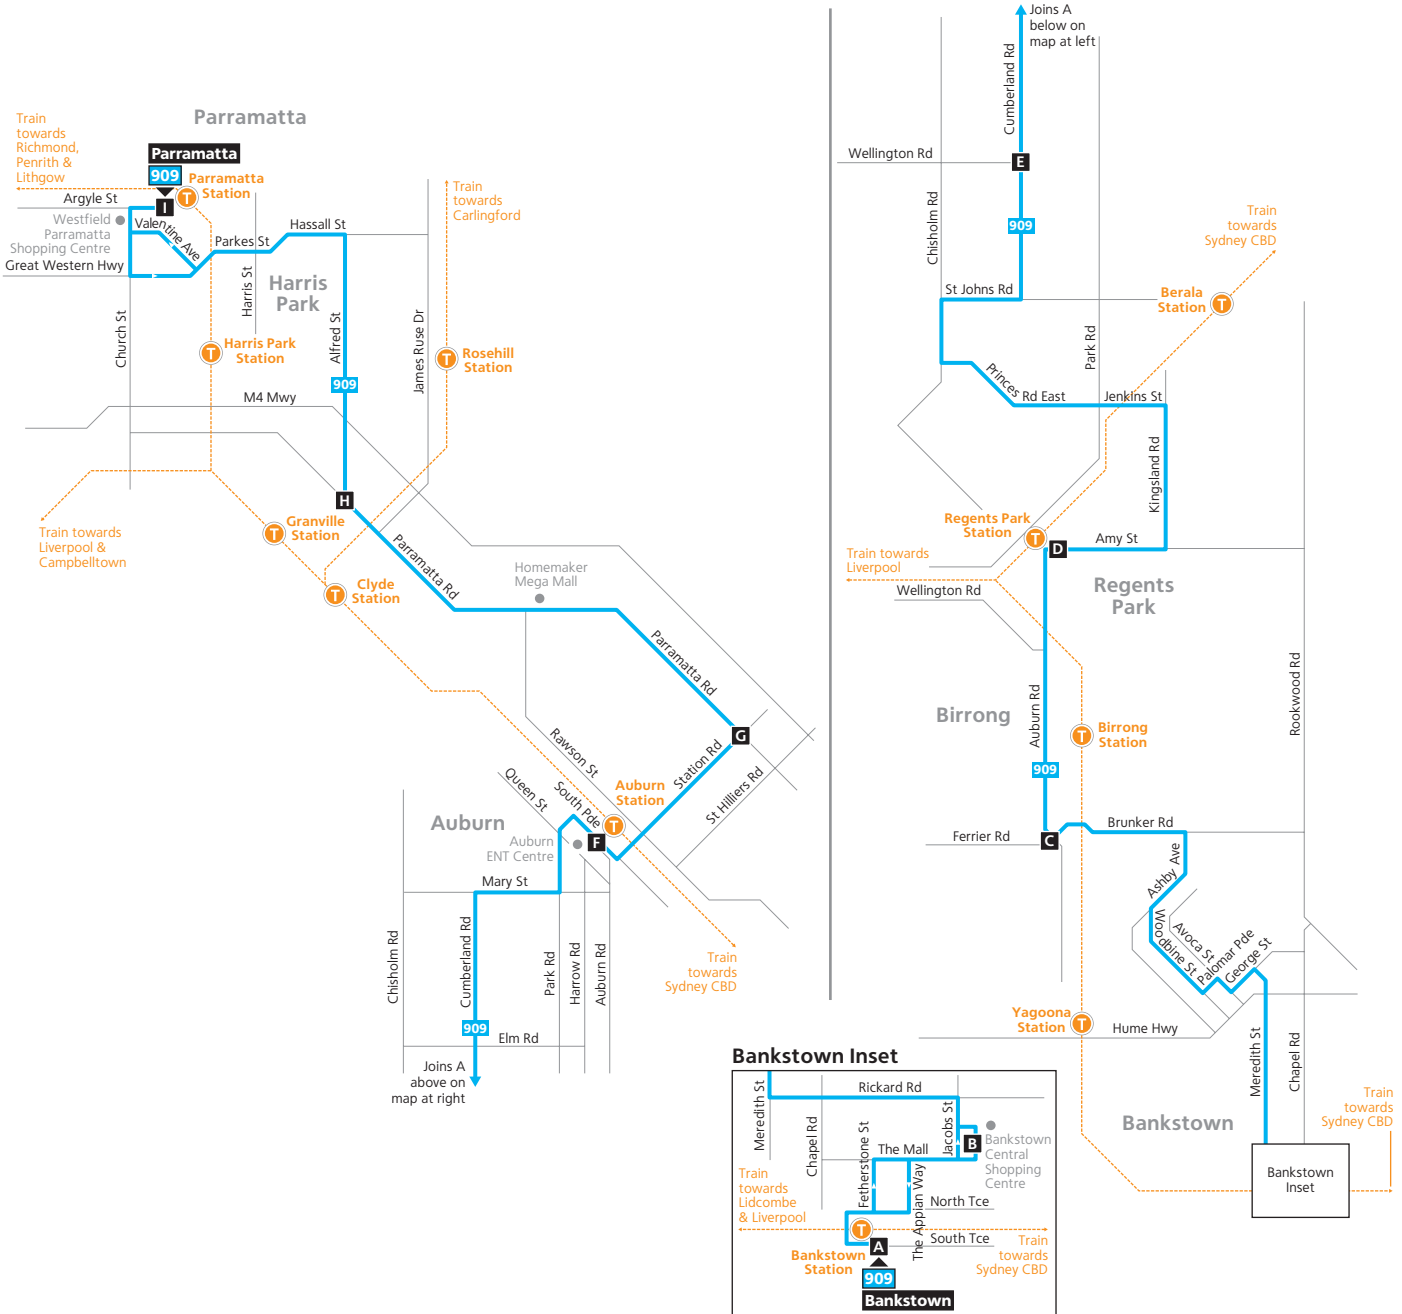 Parramatta
Train
towards
Richmond,
Penrith &
Lithgow
Parramatta
909
I
T
Parramatta
Station
Argyle St
Westfield
Parramatta
Shopping Centre
Valentine Ave
Great Western Hwy
Parkes St
Hassall St
Harris St
Harris
Park
Train
towards
Carlingford
Church St
T
Harris Park
Station
Alfred St
909
James Ruse Dr
T
Rosehill
Station
M4 Mwy
H
Train towards
Liverpool &
Campbelltown
T
Granville
Station
T
Clyde
Station
Parramatta Rd
Homemaker
Mega Mall
Parramatta Rd
G
Station Rd
St Hilliers Rd
Rawson St
Queen St
South Pde
Auburn
Station
T
Auburn
F
Auburn
ENT Centre
Mary St
Chisholm Rd
Cumberland Rd
Park Rd
Harrow Rd
Auburn Rd
Train
towards
Sydney CBD
909
Elm Rd
Joins A
above on
map at right
Joins A
below on
map at left
Cumberland Rd
Wellington Rd
E
Chisholm Rd
909
Train
towards
Sydney CBD
St Johns Rd
Berala
Station
T
Park Rd
Princes
Rd East
Jenkins St
Kingsland Rd
Regents Park
Station
T
D
Amy St
Train towards
Liverpool
Wellington Rd
Regents
Park
Rookwood Rd
Auburn Rd
Birrong
T
Birrong
Station
909
Ferrier Rd
C
Brunker Rd
Ashby Ave
Woodbine St
Avoca St
Palomar Pde
George St
Yagoona
Station
T
Hume Hwy
Meredith St
Chapel Rd
Bankstown
Train
towards
Sydney CBD
Bankstown
Inset
Bankstown Inset
Meredith St
Rickard Rd
Chapel Rd
Fetherstone St
The Mall
Jacobs St
B
Bankstown
Central
Shopping
Centre
The Appian Way
Train
towards
Lidcombe
& Liverpool
North Tce
T
A
South Tce
Bankstown
Station
Train
towards
Sydney CBD
909
Bankstown